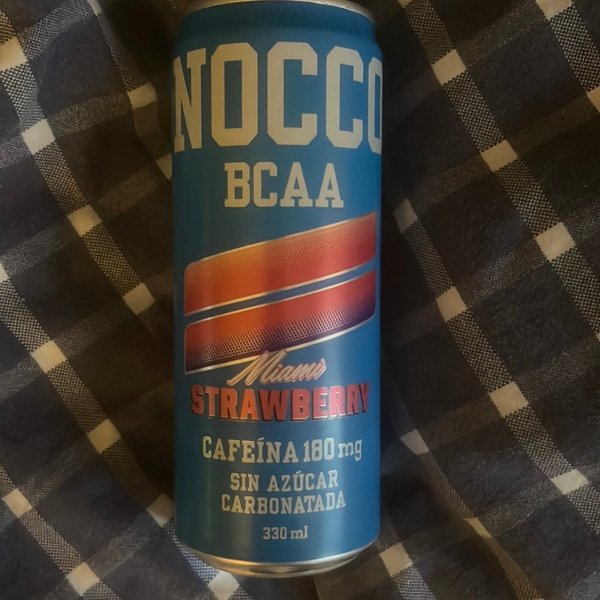 NOCCO
BCAA
Miami
STRAWBERRY
CAFEÍNA 180 mg
SIN AZÚCAR
CARBONATADA
330 ml